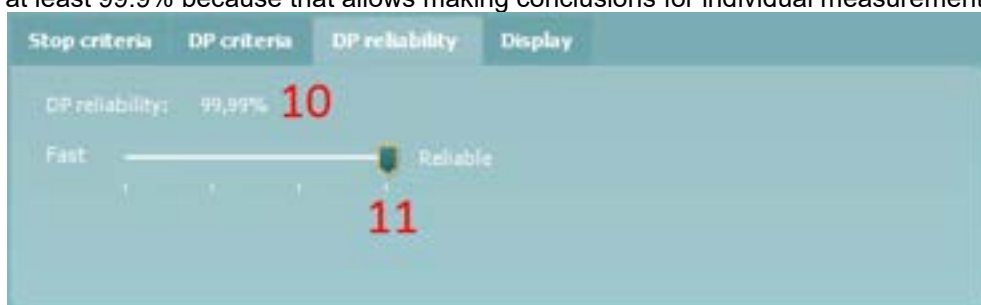 at least 99.9% because that allows making conclusions for individual measurement
Stop criteria DP criteria DP reliability Display
DP reliability: 99,99% 10
Fast Reliable
11